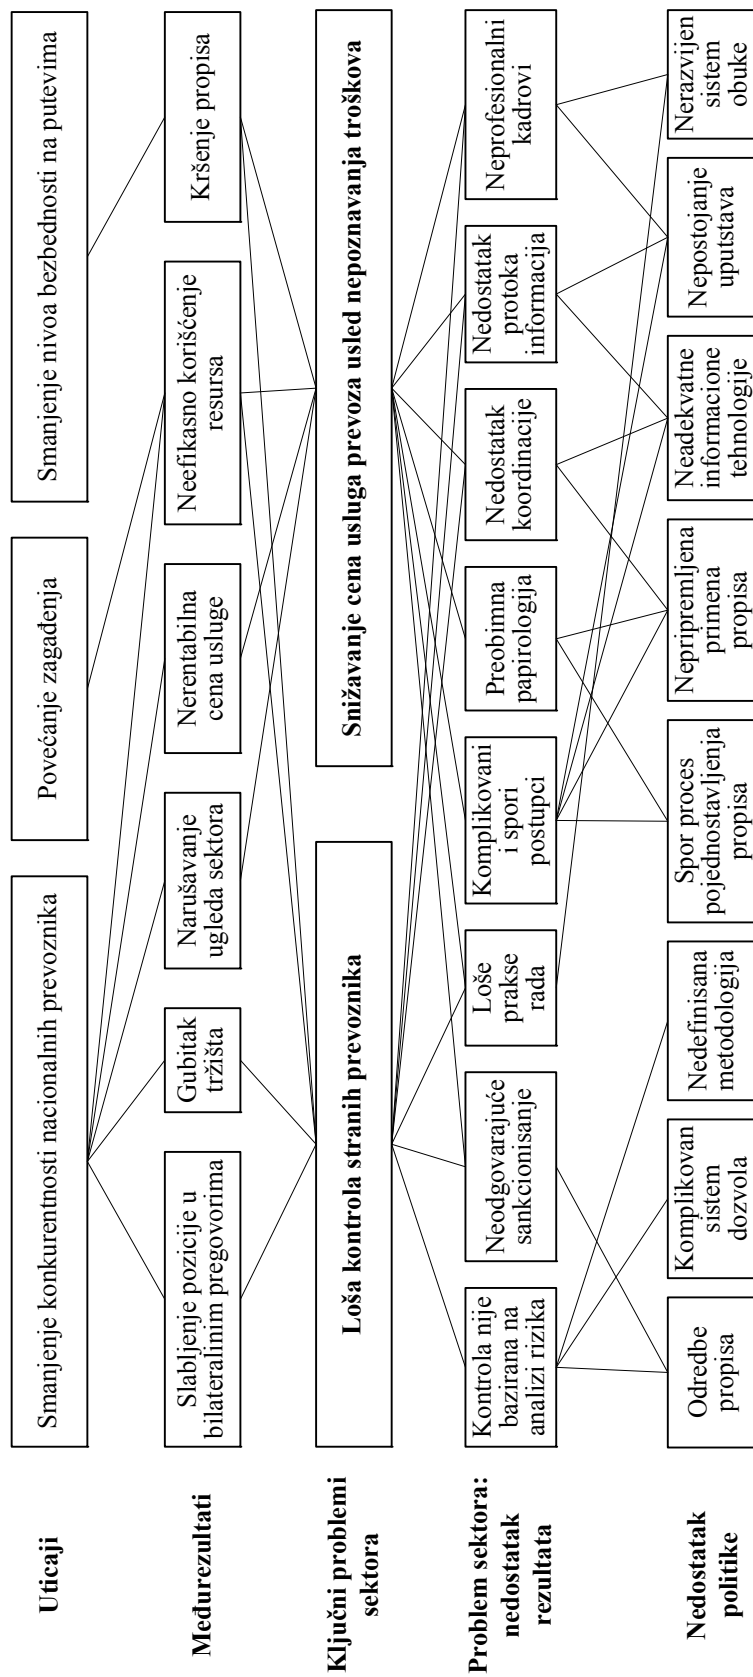 Uticaji
Smanjenje konkurentnosti nacionalnih prevoznika
Povećanje zagađenja
Smanjenje nivoa bezbednosti na putevima
Međurezultati
Slabljenje pozicije u
bilateralinim pregovorima
Gubitak
tržišta
Narušavanje
ugleda sektora
Nerentabilna
cena usluge
Neefikasno korišćenje
resursa
Kršenje propisa
Ključni problemi
sektora
Loša kontrola stranih prevoznika
Snižavanje cena usluga prevoza usled nepoznavanja troškova
Problem sektora:
nedostatak
rezultata
Kontrola nije
bazirana na
analizi rizika
Neodgovarajuće
sankcionisanje
Loše
prakse
rada
Komplikovani
i spori
postupci
Preobimna
papirologija
Nedostatak
koordinacije
Nedostatak
protoka
informacija
Neprofesionalni
kadrovi
Nedostatak
politike
Odredbe
propisa
Komplikovan
sistem
dozvola
Nedefinisana
metodologija
Spor proces
pojednostavljenja
propisa
Nepripremljena
primena
propisa
Neadekvatne
informacione
tehnologije
Nepostojanje
uputstava
Nerazvijen
sistem
obuke